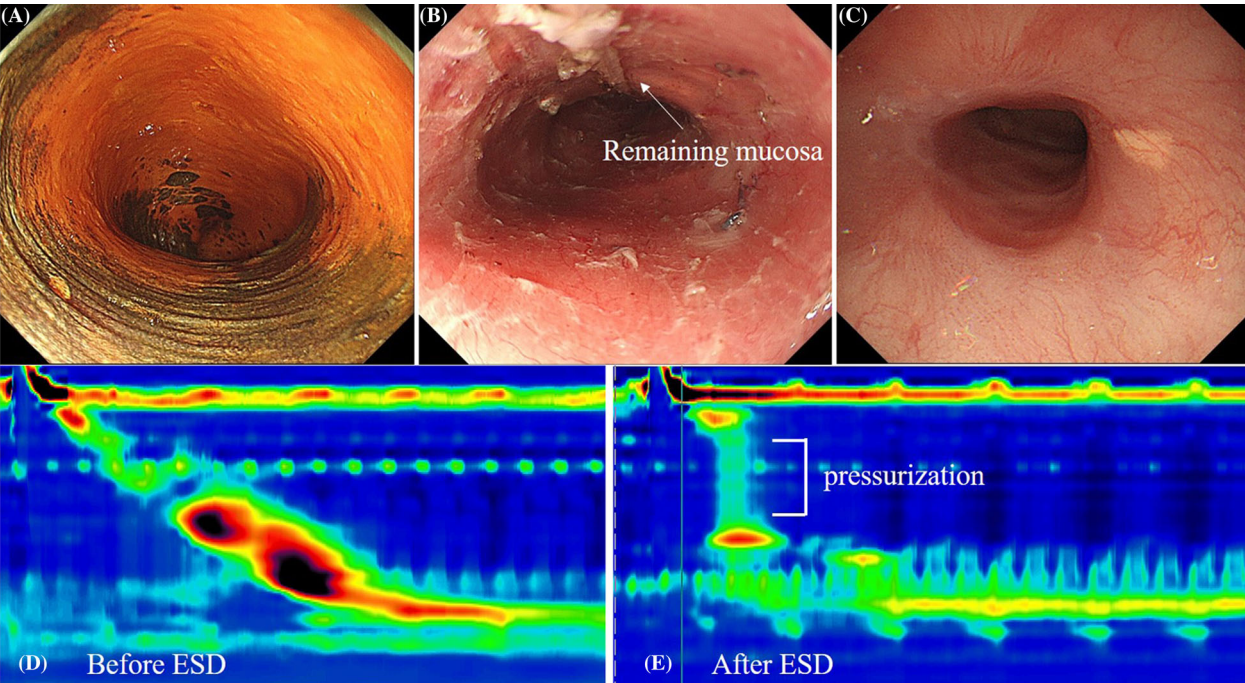 (A)
(B)
(C)
Remaining mucosa
pressurization
(D)
Before ESD
(E)
After ESD